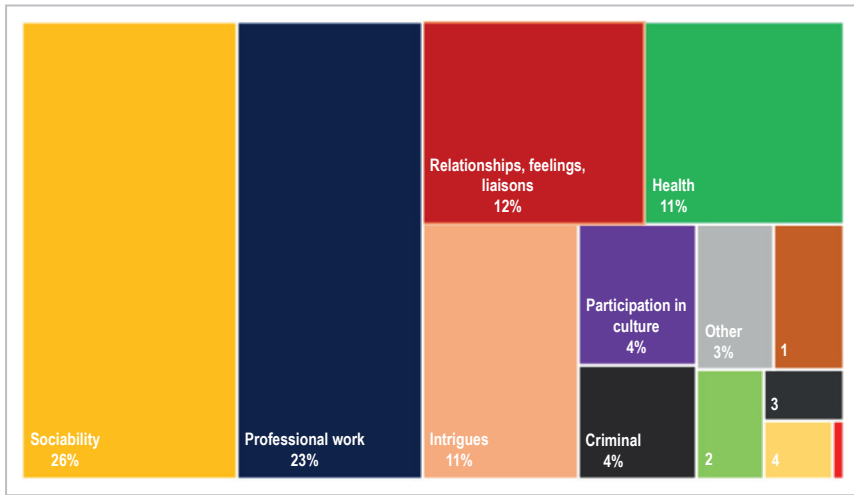 Sociability
26%
Professional work
23%
Relationships, feelings,
liaisons
12%
Health
11%
Intrigues
11%
Participation in
culture
4%
Criminal
4%
Other
3%
1
2
3
4